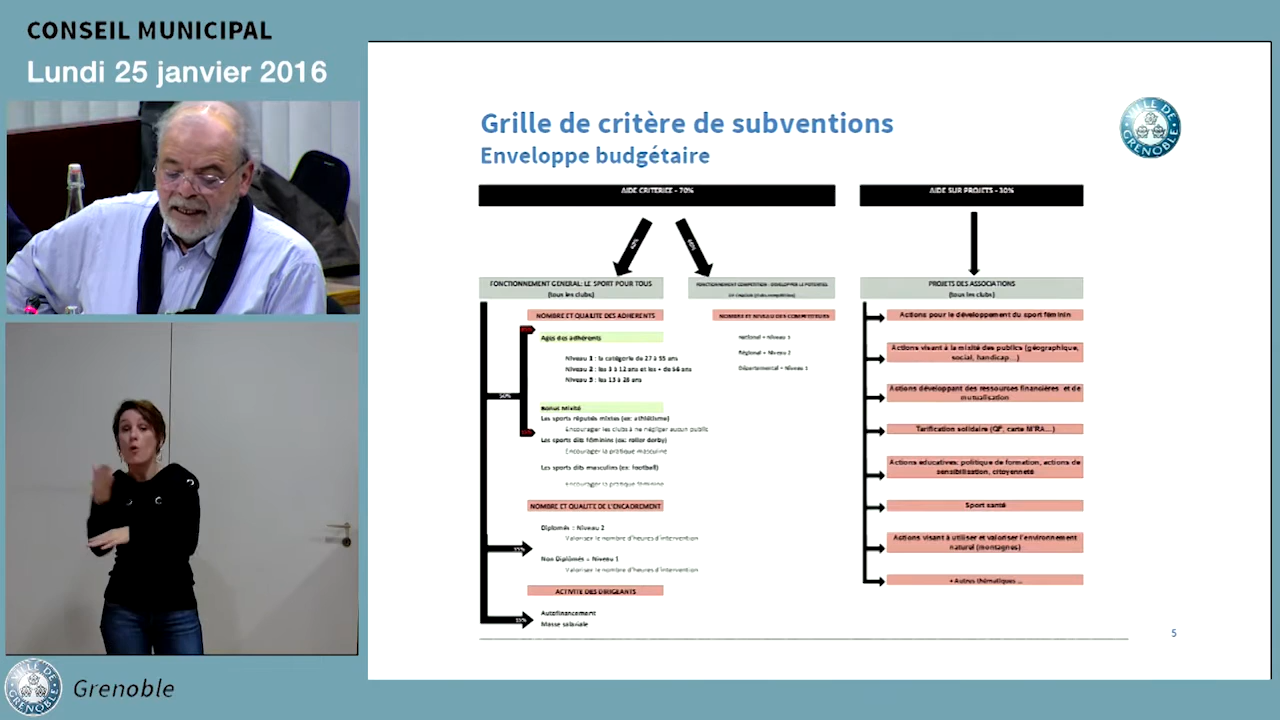 CONSEIL MUNICIPAL
Lundi 25 janvier 2016
Grille de critère de subventions
Enveloppe budgétaire
VILLE DE GRENOBLE
AIDE CRITERIEE - 70%
AIDE SUR PROJETS - 30%
FONCTIONNEMENT GENERAL: LE SPORT POUR TOUS
(tous les clubs)
NOMBRE ET QUALITE DES ADHERENTS
Ages des adhérents
Niveau 1 : la catégorie de 27 à 55 ans
Niveau 2 : les 3 à 12 ans et les + de 56 ans
Niveau 3 : les 13 à 26 ans
50%
Bonus Mixité
Les sports réputés mixtes (ex: athlétisme)
Encourager les clubs à ne négliger aucun public
Les sports dits féminins (ex: roller derby)
Encourager la pratique masculine
Les sports dits masculins (ex: football)
Encourager la pratique féminine
NOMBRE ET QUALITE DE L'ENCADREMENT
Diplômés : Niveau 2
Valoriser le nombre d'heures d'intervention
Non Diplômés = Niveau 1
Valoriser le nombre d'heures d'intervention
ACTIVITE DES DIRIGEANTS
Autofinancement
Masse salariale
NOMBRE ET NIVEAU DES COMPETITEURS
National = Niveau 3
Régional = Niveau 2
Départemental = Niveau 1
PROJETS DES ASSOCIATIONS
(tous les clubs)
Actions pour le développement du sport féminin
Actions visant à la mixité des publics (géographique,
social, handicap...)
Actions développant des ressources financières et de
mutualisation
Tarification solidaire (QF, carte M'RA...)
Actions éducatives: politique de formation, actions de
sensibilisation, citoyenneté
Sport santé
Actions visant à utiliser et valoriser l'environnement
naturel (montagnes)
+ Autres thématiques ...
5
VILLE DE GRENOBLE
Grenoble